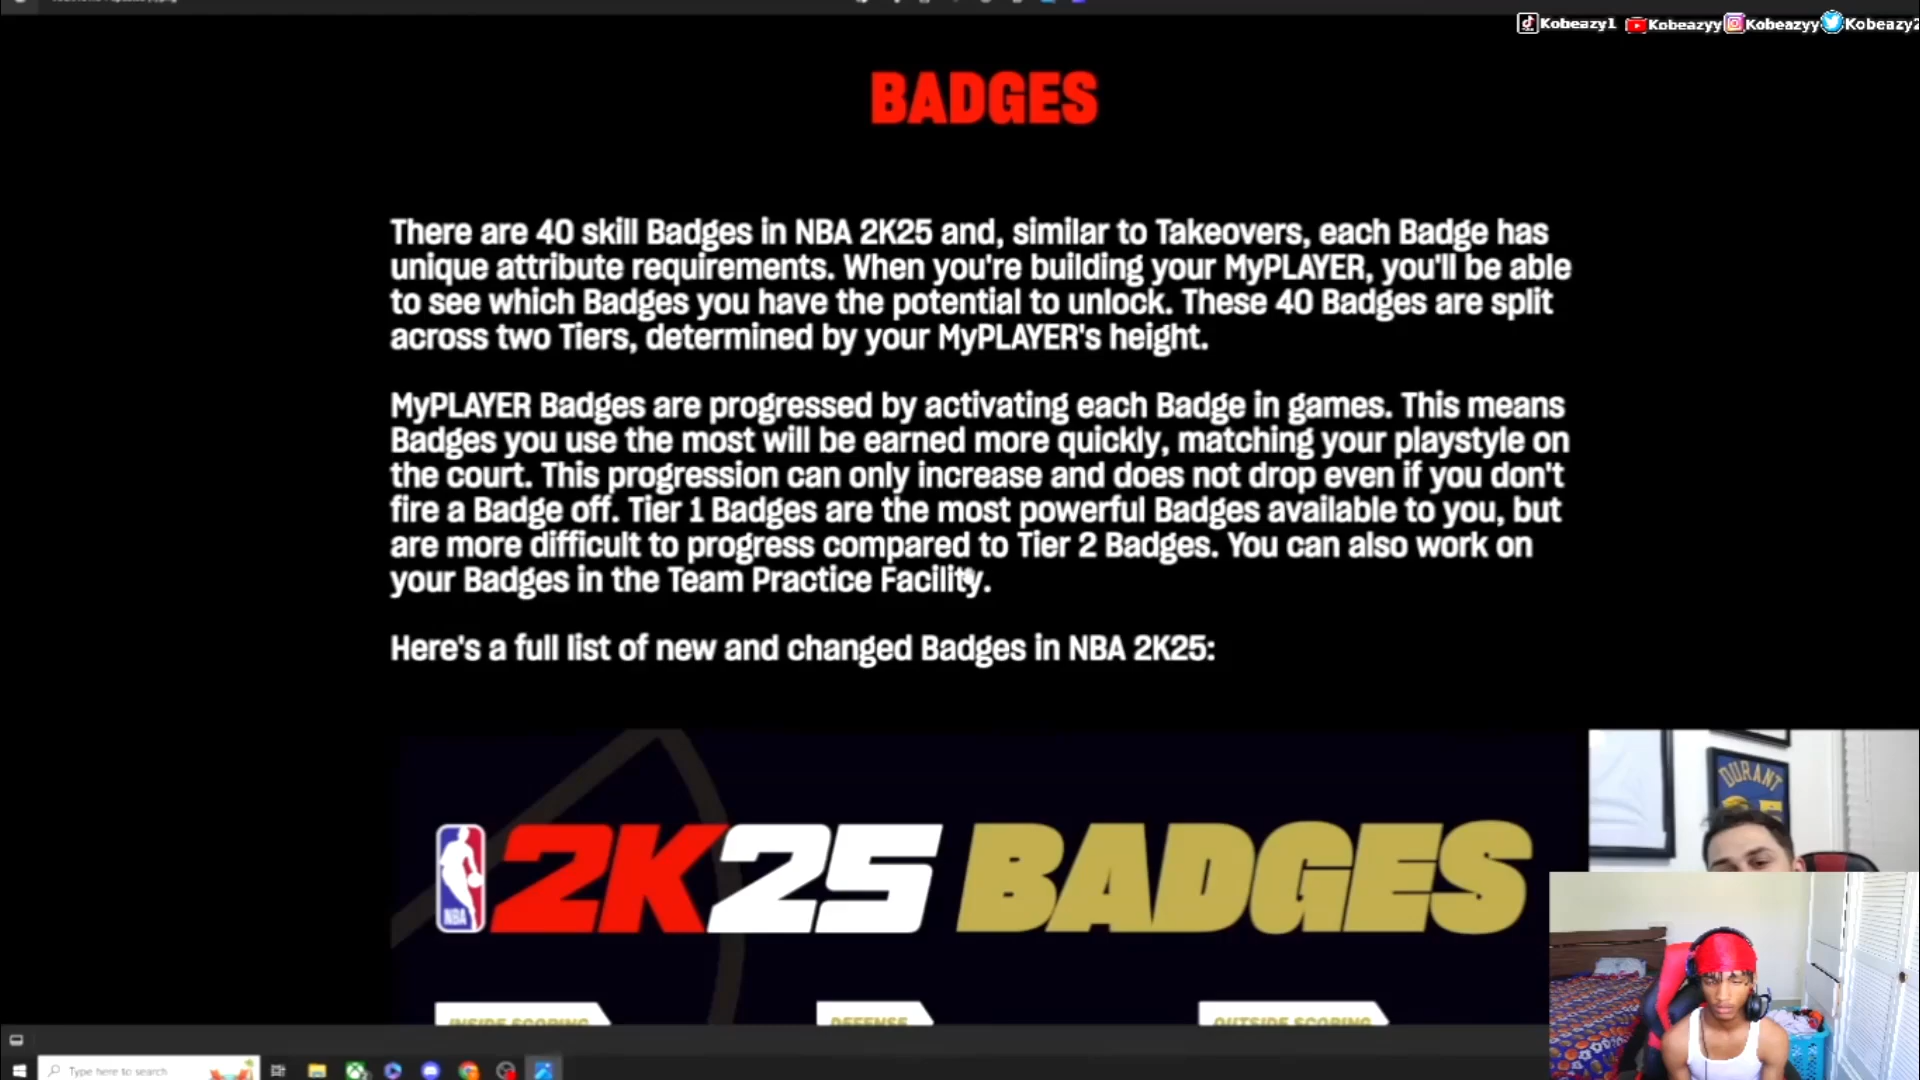 Kobeazy1 Kobeazyy Kobeazyy Kobeazy2
BADGES
There are 40 skill Badges in NBA 2K25 and, similar to Takeovers, each Badge has
unique attribute requirements. When you're building your MyPLAYER, you'll be able
to see which Badges you have the potential to unlock. These 40 Badges are split
across two Tiers, determined by your MyPLAYER's height.
MyPLAYER Badges are progressed by activating each Badge in games. This means
Badges you use the most will be earned more quickly, matching your playstyle on
the court. This progression can only increase and does not drop even if you don't
fire a Badge off. Tier 1 Badges are the most powerful Badges available to you, but
are more difficult to progress compared to Tier 2 Badges. You can also work on
your Badges in the Team Practice Facility.
Here's a full list of new and changed Badges in NBA 2K25:
DURANT
NBA 2K25 BADGES
INSIDE SCORING DEFENSE OUTSIDE SCORING
Type here to search